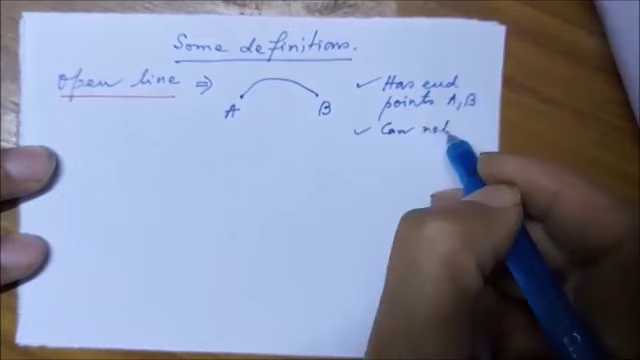 Some definitions.
Open line ⇒
A B
✓ Has end
points A, B
✓ Can not